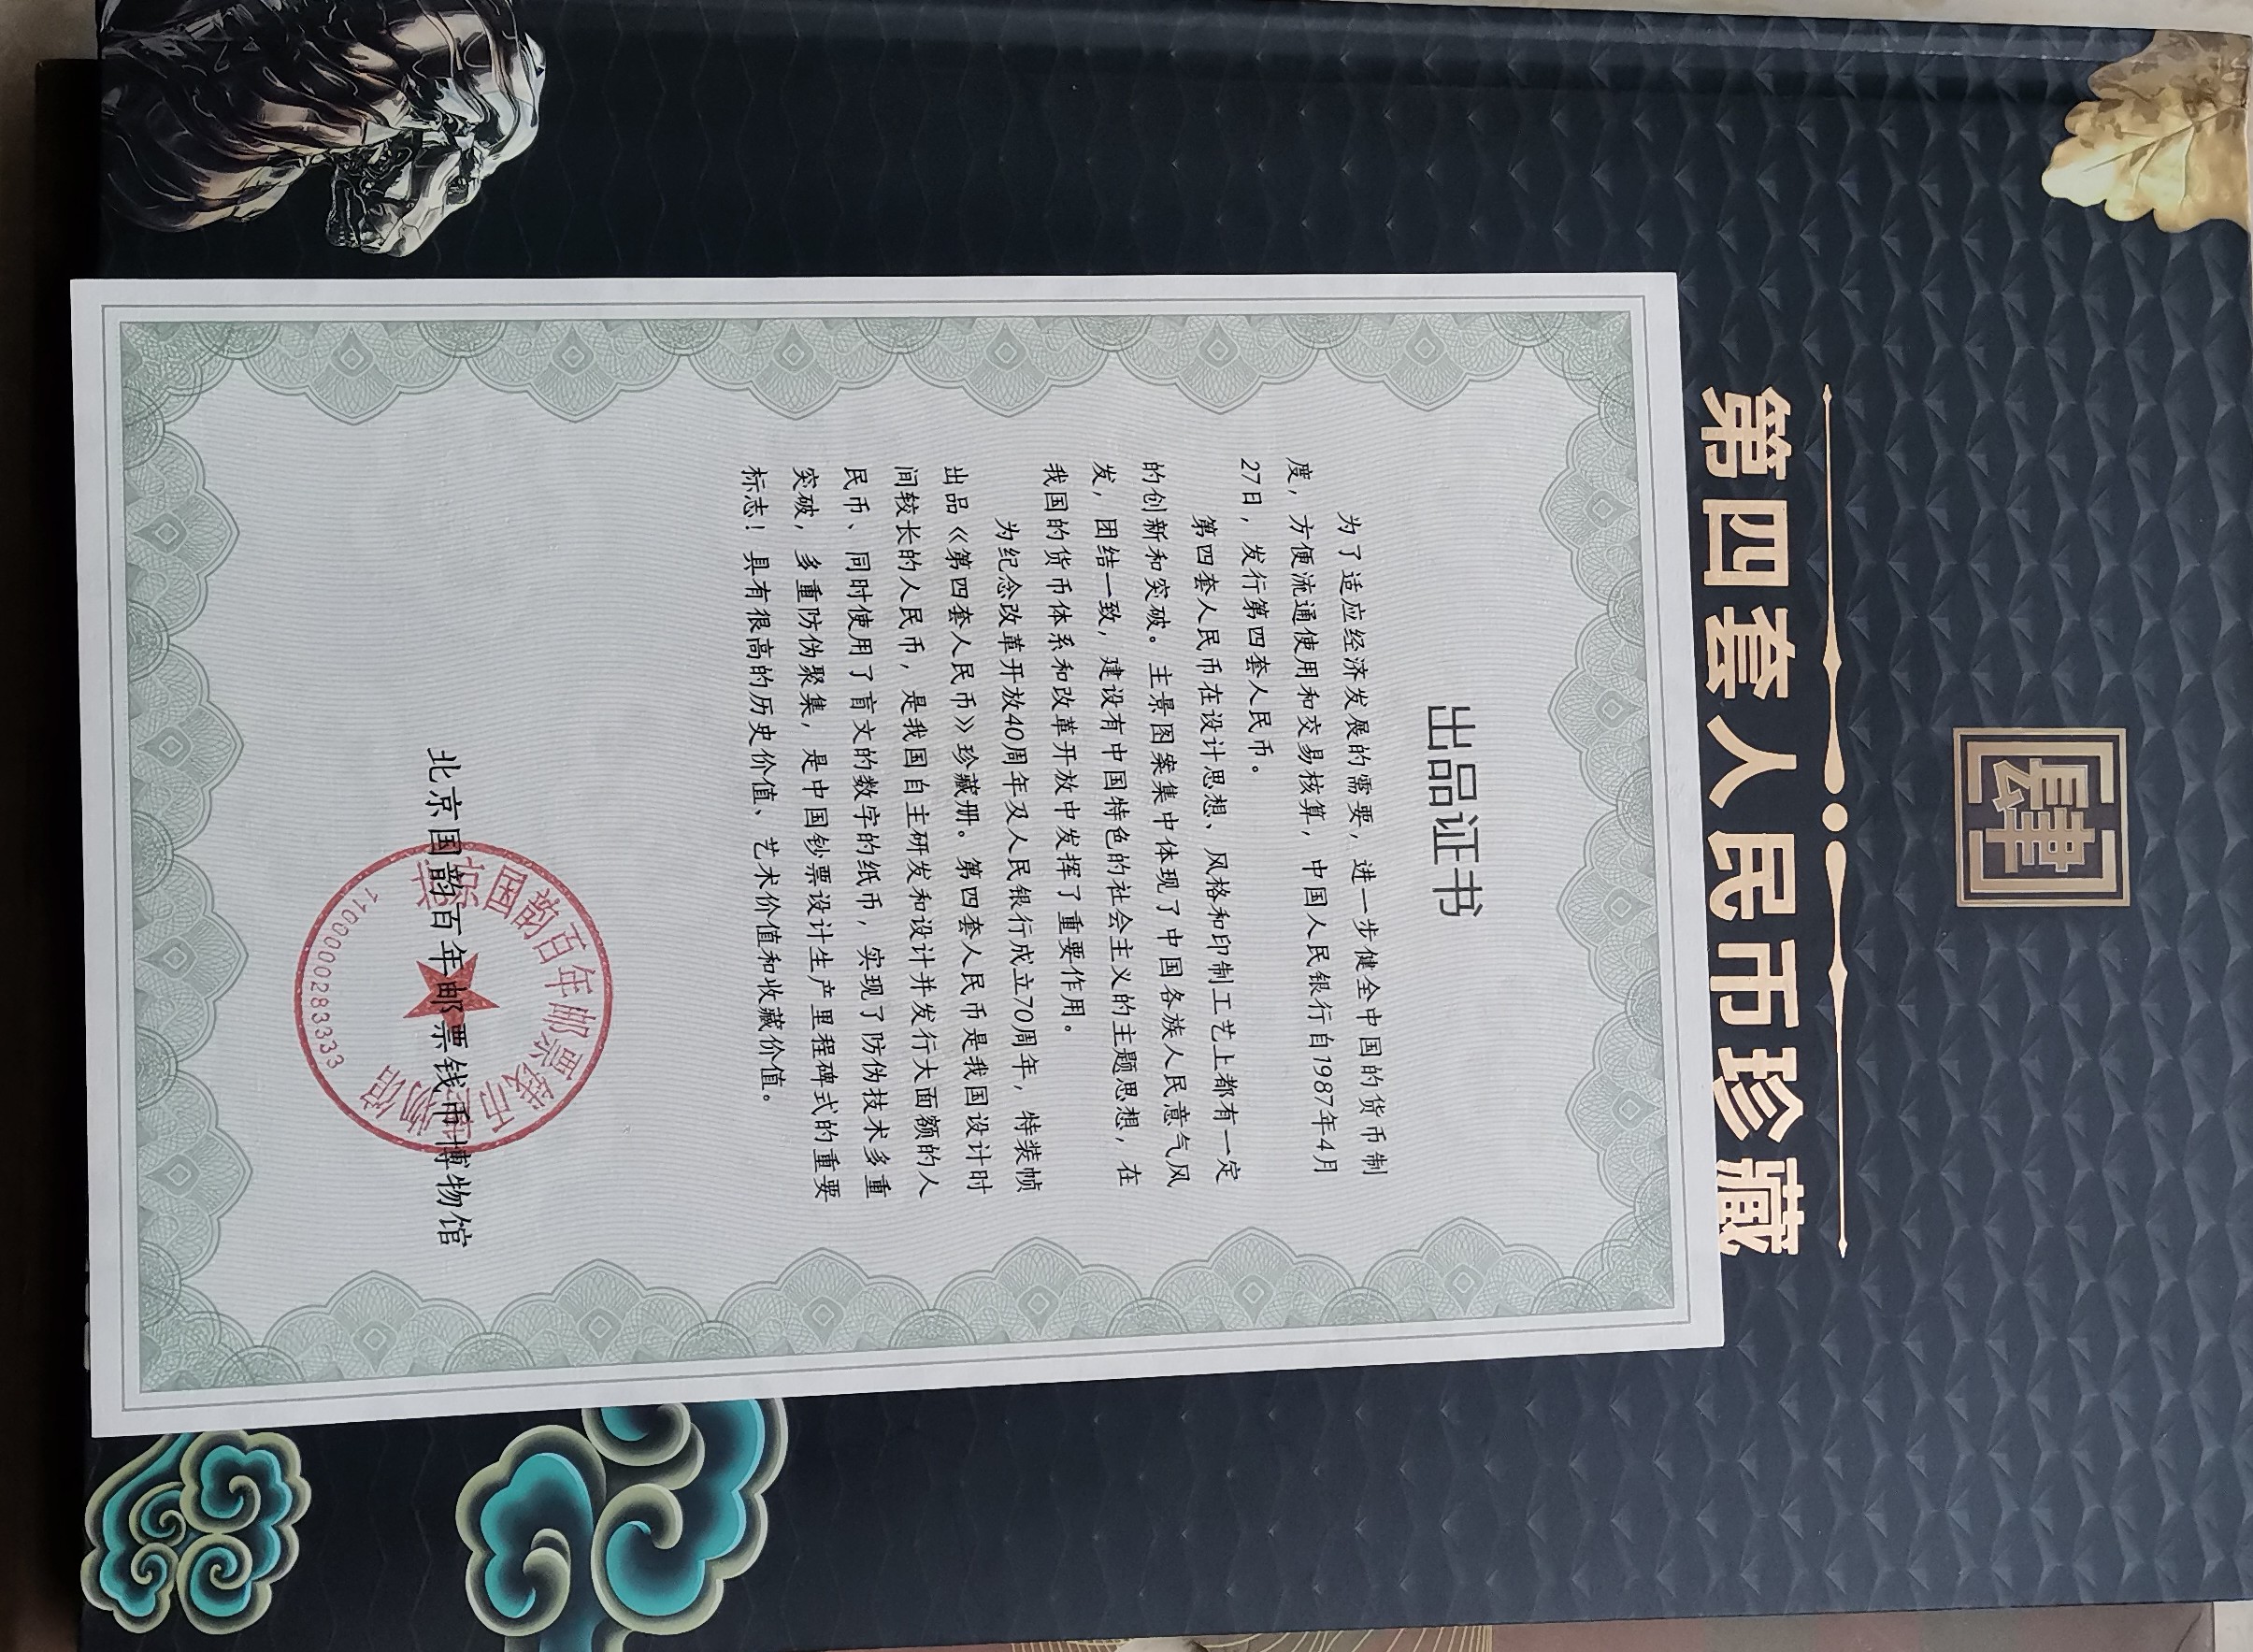 肆
第四套人民币珍藏
出品证书
为了适应经济发展的需要，进一步健全中国的货币制
度，方便流通使用和交易核算，中国人民银行自1987年4月
27日，发行第四套人民币。
第四套人民币在设计思想、风格和印制工艺上都有一定
的创新和突破。主景图案集中体现了中国各族人民意气风
发，团结一致，建设有中国特色的社会主义的主题思想，在
我国的货币体系和改革开放中发挥了重要作用。
为纪念改革开放40周年及人民银行成立70周年，特装帧
出品《《第四套人民币》》珍藏册。第四套人民币是我国设计时
间较长的人民币，是我国自主研发和设计并发行大面额的人
民币、同时使用了盲文的数字的纸币，实现了防伪技术多重
突破，多重防伪聚集，是中国钞票设计生产里程碑式的重要
标志！具有很高的历史价值、艺术价值和收藏价值。
北京国韵百年邮票钱币博物馆
北京国韵百年邮票钱币博物馆
1100000283333